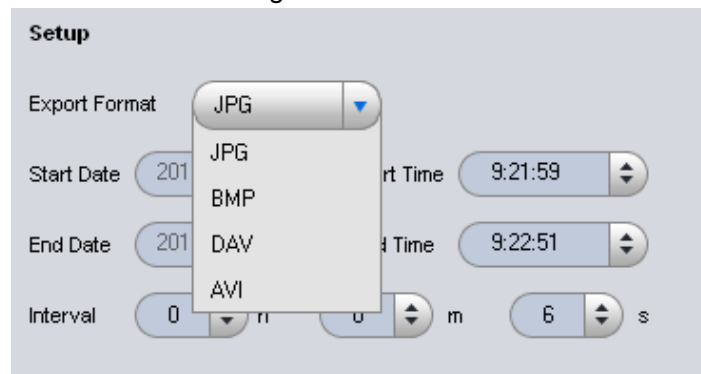 Setup
Export Format JPG
JPG
Start Date 201 rt Time 9:21:59
BMP
End Date 201 DAV d Time 9:22:51
AVI
Interval 0 h 0 m 6 s